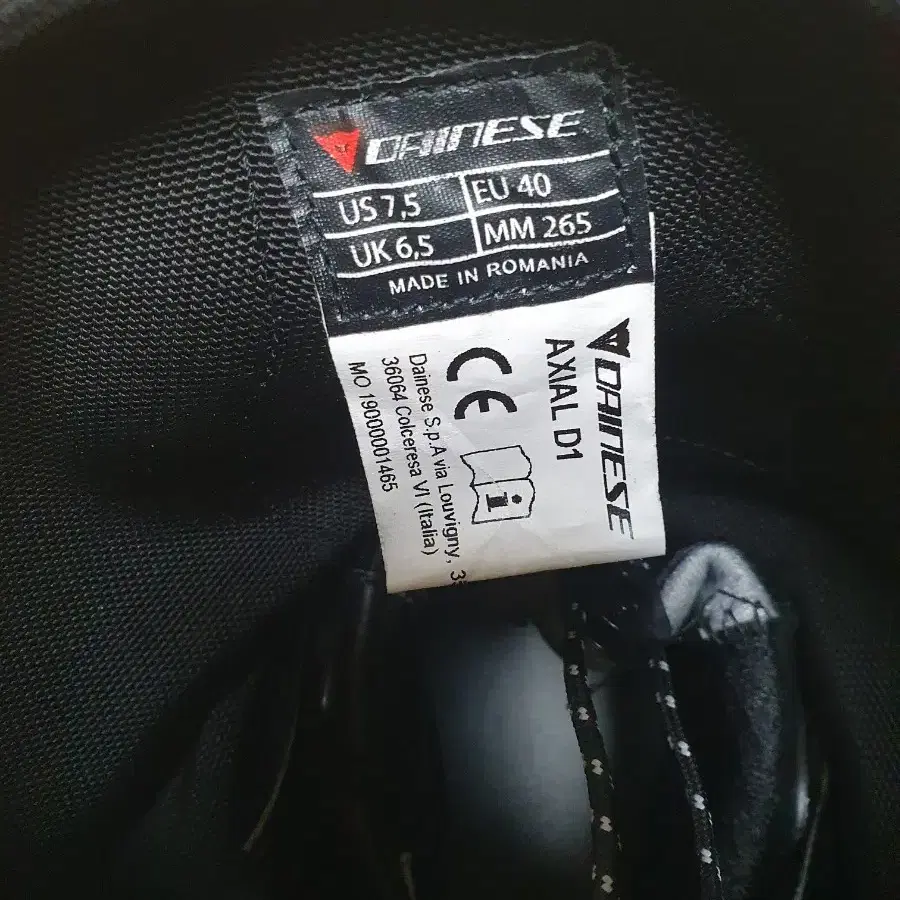 DAINESE
US 7,5
EU 40
UK 6,5
MM 265
MADE IN ROMANIA
DAINESE
AXIAL D1
CE
i
Dainese S.p.A via Louvigny,
36064 Colceresa VI (Italia)
MO 19000001465